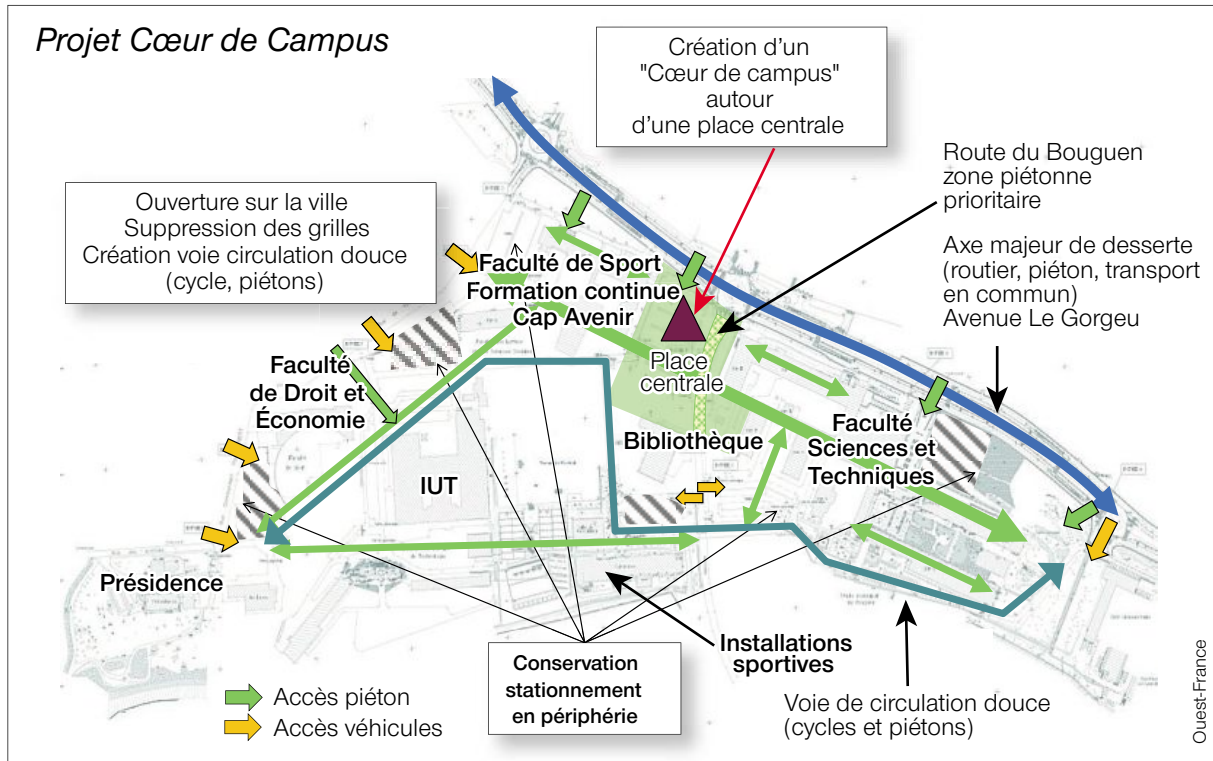 Projet Cœur de Campus
Création d'un
"Cœur de campus"
autour
d'une place centrale
Route du Bouguen
zone piétonne
prioritaire
Ouverture sur la ville
Suppression des grilles
Création voie circulation douce
(cycle, piétons)
Axe majeur de desserte
(routier, piéton, transport
en commun)
Avenue Le Gorgeu
Faculté de Sport
Formation continue
Cap Avenir
Place
centrale
Faculté
de Droit et
Économie
Bibliothèque
Faculté
Sciences et
Techniques
IUT
Présidence
Installations
sportives
Conservation
stationnement
en périphérie
Voie de circulation douce
(cycles et piétons)
Accès piéton
Accès véhicules
Ouest-France